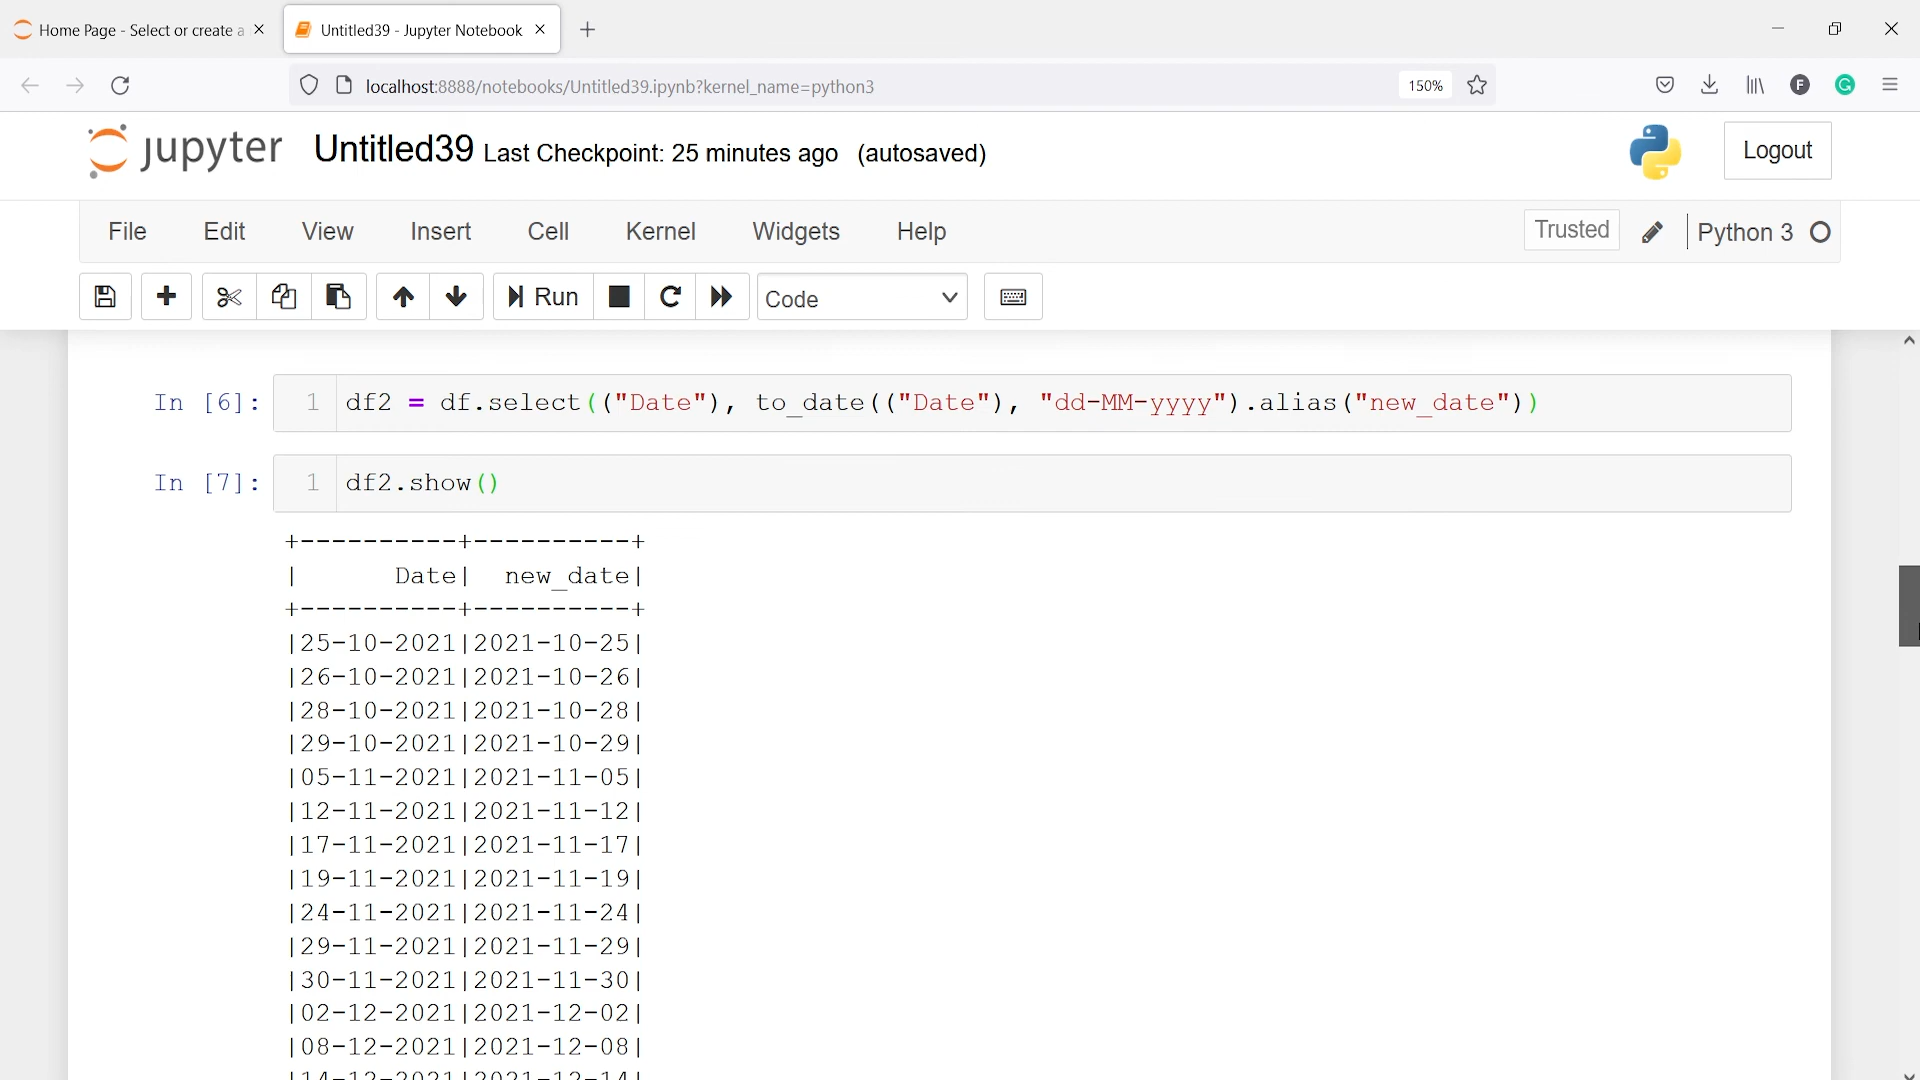 Home Page - Select or create a
Untitled39 - Jupyter Notebook
localhost:8888/notebooks/Untitled39.ipynb?kernel_name=python3
150%
F
G
jupyter Untitled39 Last Checkpoint: 25 minutes ago (autosaved)
Logout
File Edit View Insert Cell Kernel Widgets Help
Trusted
Python 3
Run
Code
In [6]: 1 df2 = df.select(("Date"), to_date(("Date"), "dd-MM-yyyy").alias("new_date"))
In [7]: 1 df2.show()
+----------+----------+
|      Date|  new_date|
+----------+----------+
|25-10-2021|2021-10-25|
|26-10-2021|2021-10-26|
|28-10-2021|2021-10-28|
|29-10-2021|2021-10-29|
|05-11-2021|2021-11-05|
|12-11-2021|2021-11-12|
|17-11-2021|2021-11-17|
|19-11-2021|2021-11-19|
|24-11-2021|2021-11-24|
|29-11-2021|2021-11-29|
|30-11-2021|2021-11-30|
|02-12-2021|2021-12-02|
|08-12-2021|2021-12-08|
|14-12-2021|2021-12-14|